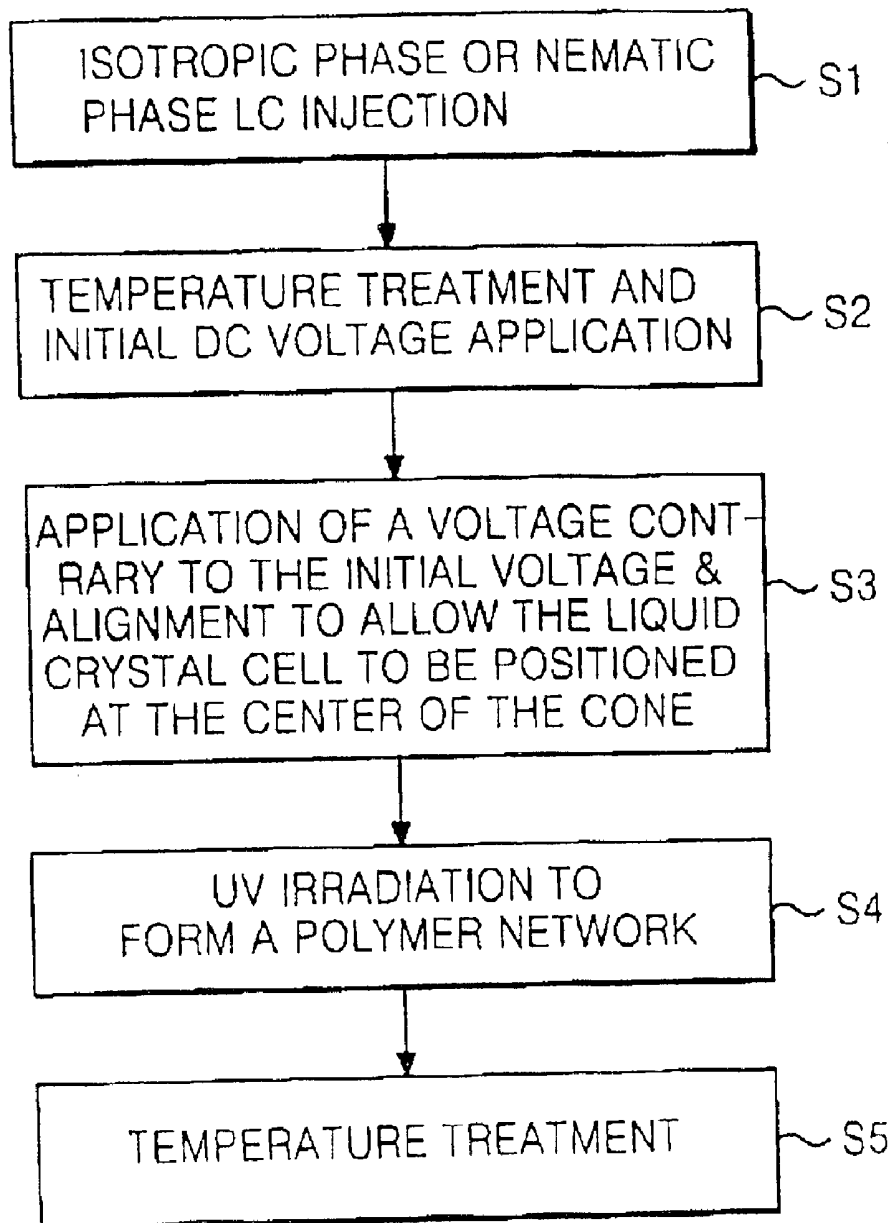 ISOTROPIC PHASE OR NEMATIC
PHASE LC INJECTION
S1
TEMPERATURE TREATMENT AND
INITIAL DC VOLTAGE APPLICATION
S2
APPLICATION OF A VOLTAGE CONT-
RARY TO THE INITIAL VOLTAGE &
ALIGNMENT TO ALLOW THE LIQUID
CRYSTAL CELL TO BE POSITIONED
AT THE CENTER OF THE CONE
S3
UV IRRADIATION TO
FORM A POLYMER NETWORK
S4
TEMPERATURE TREATMENT
S5